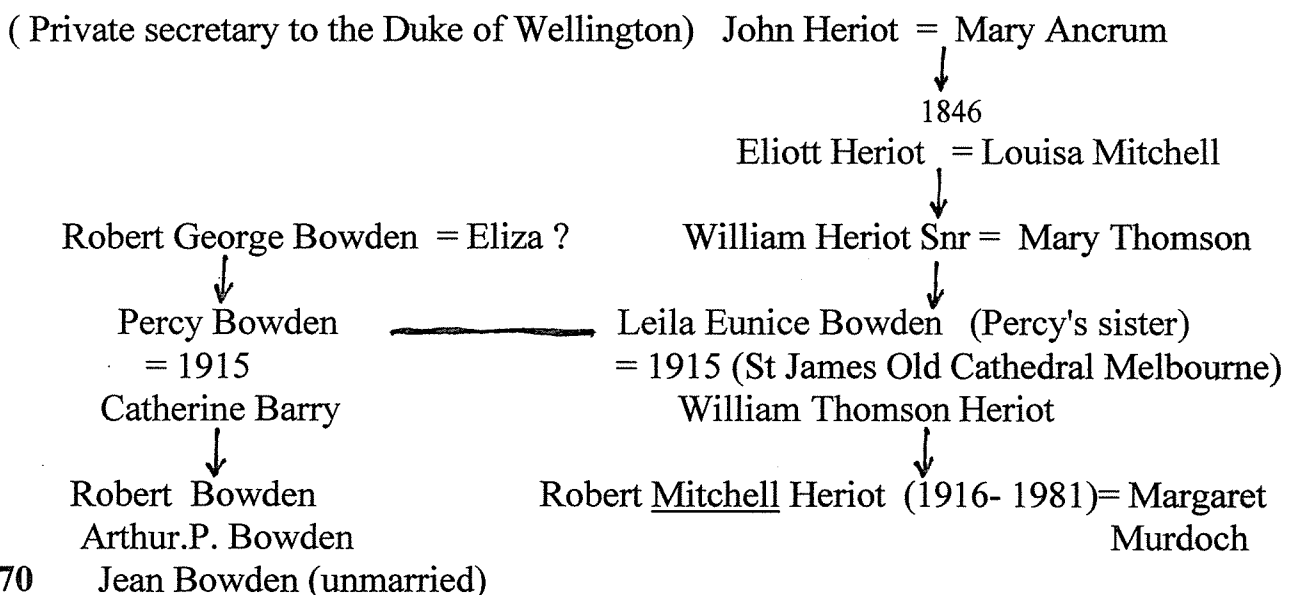 ( Private secretary to the Duke of Wellington) John Heriot = Mary Ancrum
1846
Eliott Heriot = Louisa Mitchell
Robert George Bowden = Eliza ? William Heriot Snr = Mary Thomson
Percy Bowden Leila Eunice Bowden (Percy's sister)
= 1915 = 1915 (St James Old Cathedral Melbourne)
Catherine Barry William Thomson Heriot
Robert Bowden Robert Mitchell Heriot (1916- 1981)= Margaret
Arthur.P. Bowden Murdoch
70 Jean Bowden (unmarried)